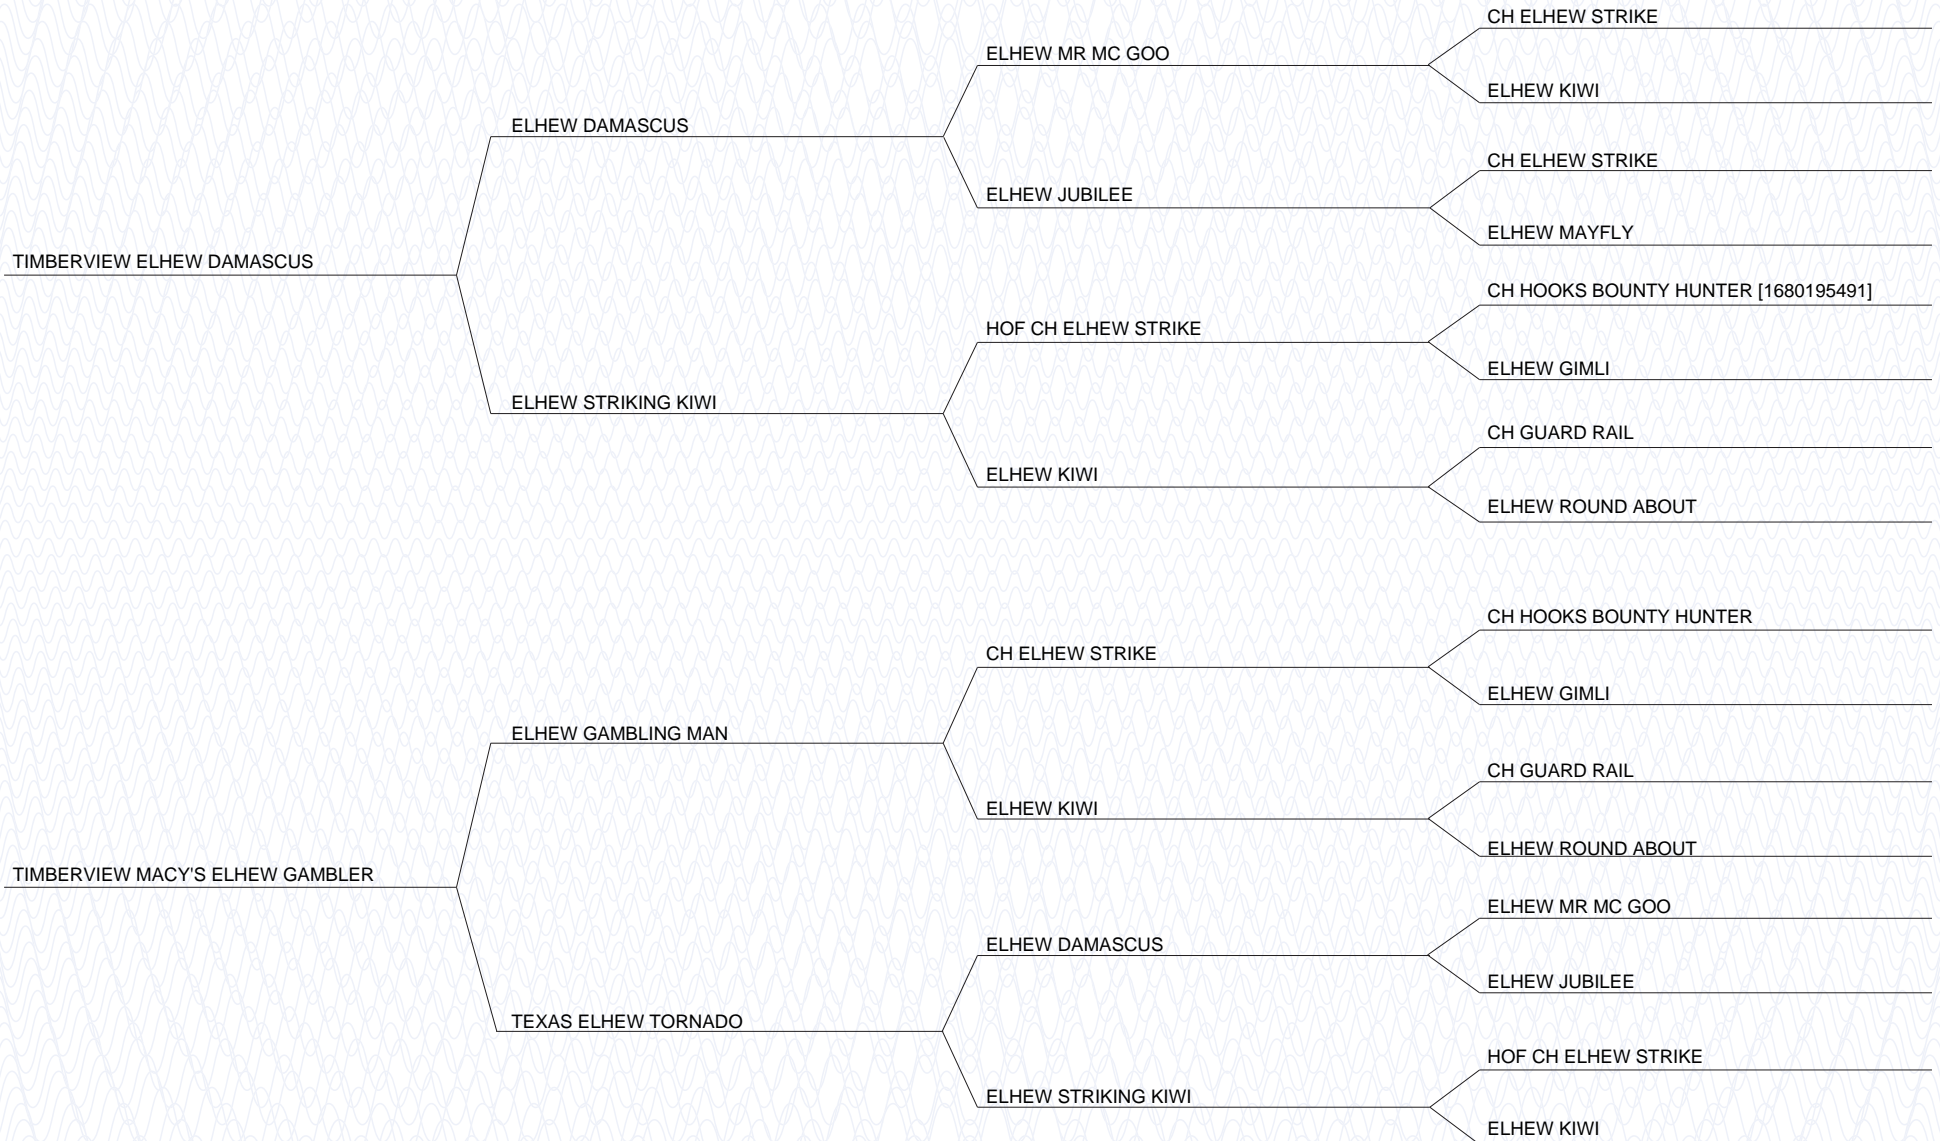 CH ELHEW STRIKE
ELHEW MR MC GOO
ELHEW KIWI
ELHEW DAMASCUS
CH ELHEW STRIKE
ELHEW JUBILEE
ELHEW MAYFLY
TIMBERVIEW ELHEW DAMASCUS
CH HOOKS BOUNTY HUNTER [1680195491]
HOF CH ELHEW STRIKE
ELHEW GIMLI
ELHEW STRIKING KIWI
CH GUARD RAIL
ELHEW KIWI
ELHEW ROUND ABOUT
CH HOOKS BOUNTY HUNTER
CH ELHEW STRIKE
ELHEW GIMLI
ELHEW GAMBLING MAN
CH GUARD RAIL
ELHEW KIWI
ELHEW ROUND ABOUT
TIMBERVIEW MACY'S ELHEW GAMBLER
ELHEW MR MC GOO
ELHEW DAMASCUS
ELHEW JUBILEE
TEXAS ELHEW TORNADO
HOF CH ELHEW STRIKE
ELHEW STRIKING KIWI
ELHEW KIWI